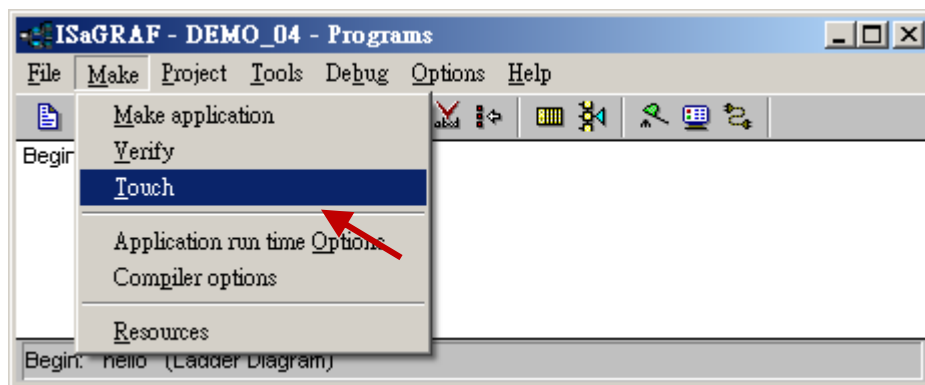 ISaGRAF - DEMO_04 - Programs
File Make Project Tools Debug Options Help
Make application
Begin
Verify
Touch
Application run time Options
Compiler options
Resources
Begin: hello (Ladder Diagram)